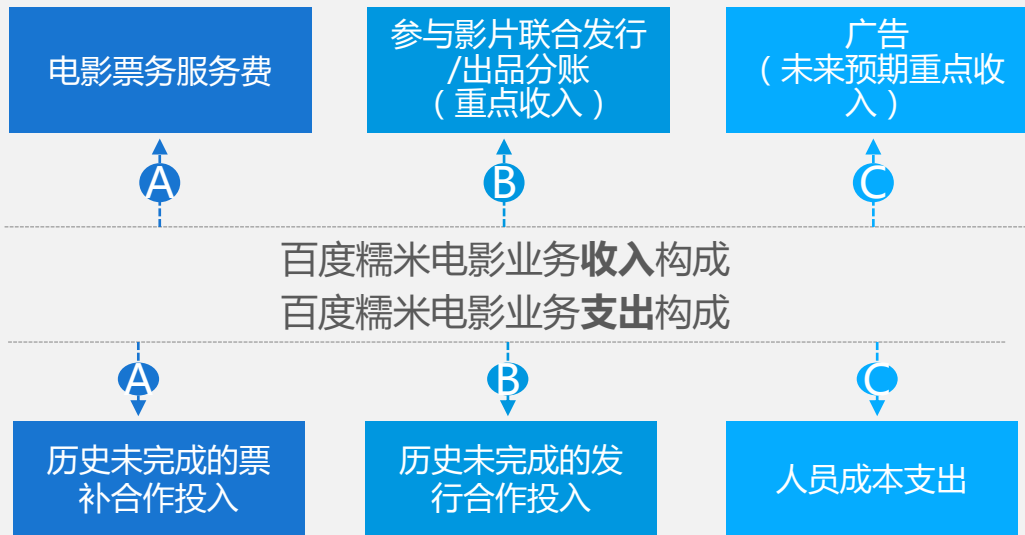 电影票务服务费
参与影片联合发行
/出品分账
（重点收入）
广告
（未来预期重点收
入）
A
B
C
百度糯米电影业务收入构成
百度糯米电影业务支出构成
A
B
C
历史未完成的票
补合作投入
历史未完成的发
行合作投入
人员成本支出